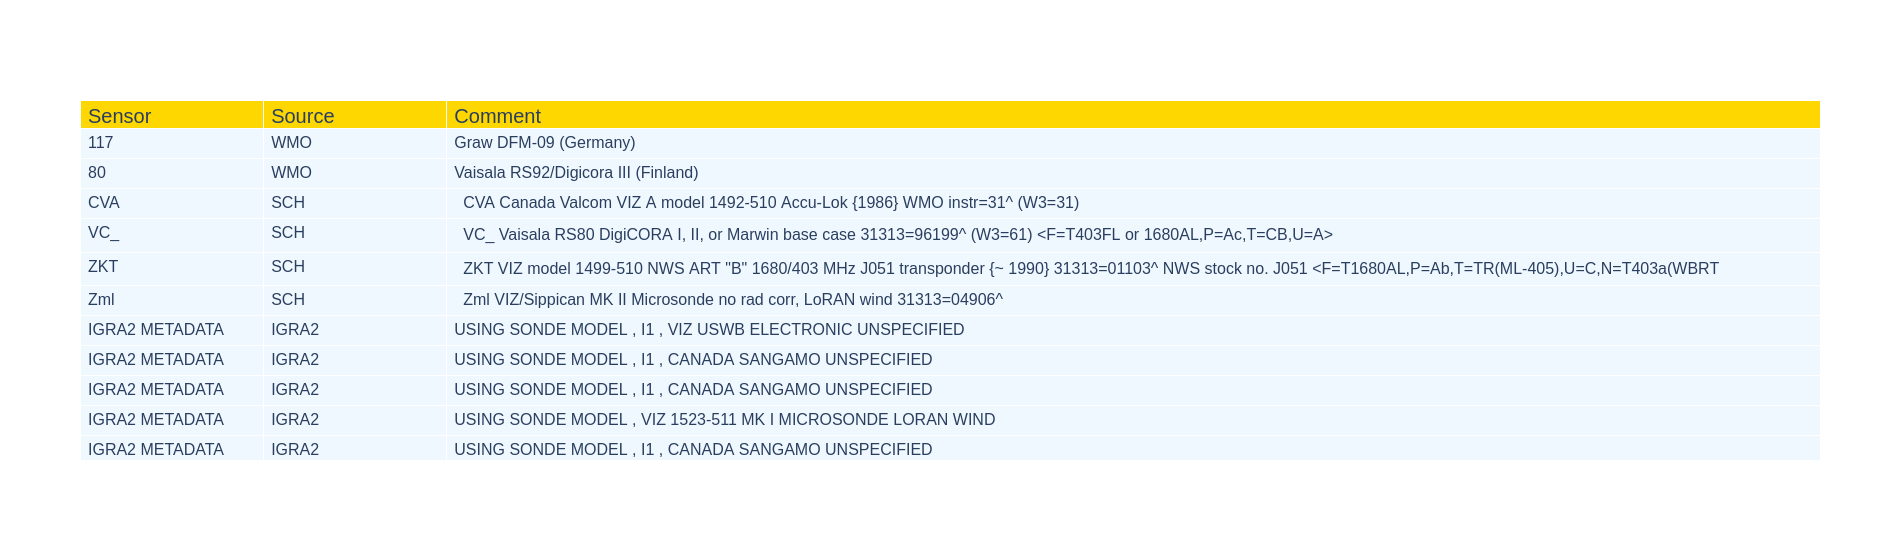 Sensor Source Comment
117 WMO Graw DFM-09 (Germany)
80 WMO Vaisala RS92/Digicora III (Finland)
CVA SCH CVA Canada Valcom VIZ A model 1492-510 Accu-Lok {1986} WMO instr=31^ (W3=31)
VC_ SCH VC_ Vaisala RS80 DigiCORA I, II, or Marwin base case 31313=96199^ (W3=61) <F=T403FL or 1680AL,P=Ac,T=CB,U=A>
ZKT SCH ZKT VIZ model 1499-510 NWS ART "B" 1680/403 MHz J051 transponder {~ 1990} 31313=01103^ NWS stock no. J051 <F=T1680AL,P=Ab,T=TR(ML-405),U=C,N=T403a(WBRT
Zml SCH Zml VIZ/Sippican MK II Microsonde no rad corr, LoRAN wind 31313=04906^
IGRA2 METADATA IGRA2 USING SONDE MODEL , I1 , VIZ USWB ELECTRONIC UNSPECIFIED
IGRA2 METADATA IGRA2 USING SONDE MODEL , I1 , CANADA SANGAMO UNSPECIFIED
IGRA2 METADATA IGRA2 USING SONDE MODEL , I1 , CANADA SANGAMO UNSPECIFIED
IGRA2 METADATA IGRA2 USING SONDE MODEL , VIZ 1523-511 MK I MICROSONDE LORAN WIND
IGRA2 METADATA IGRA2 USING SONDE MODEL , I1 , CANADA SANGAMO UNSPECIFIED